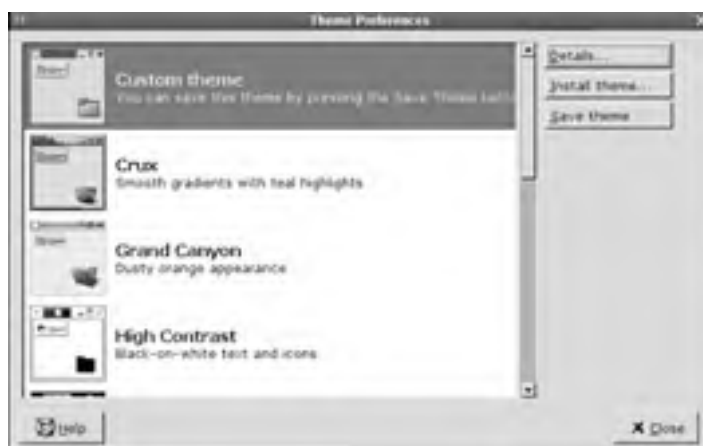 Theme Preferences
Custom theme
You can save this theme by pressing the Save Theme butt
Crux
Smooth gradients with teal highlights
Grand Canyon
Dusty orange appearance
High Contrast
Black-on-white text and icons
Details...
Install theme...
Save theme
Help
Close